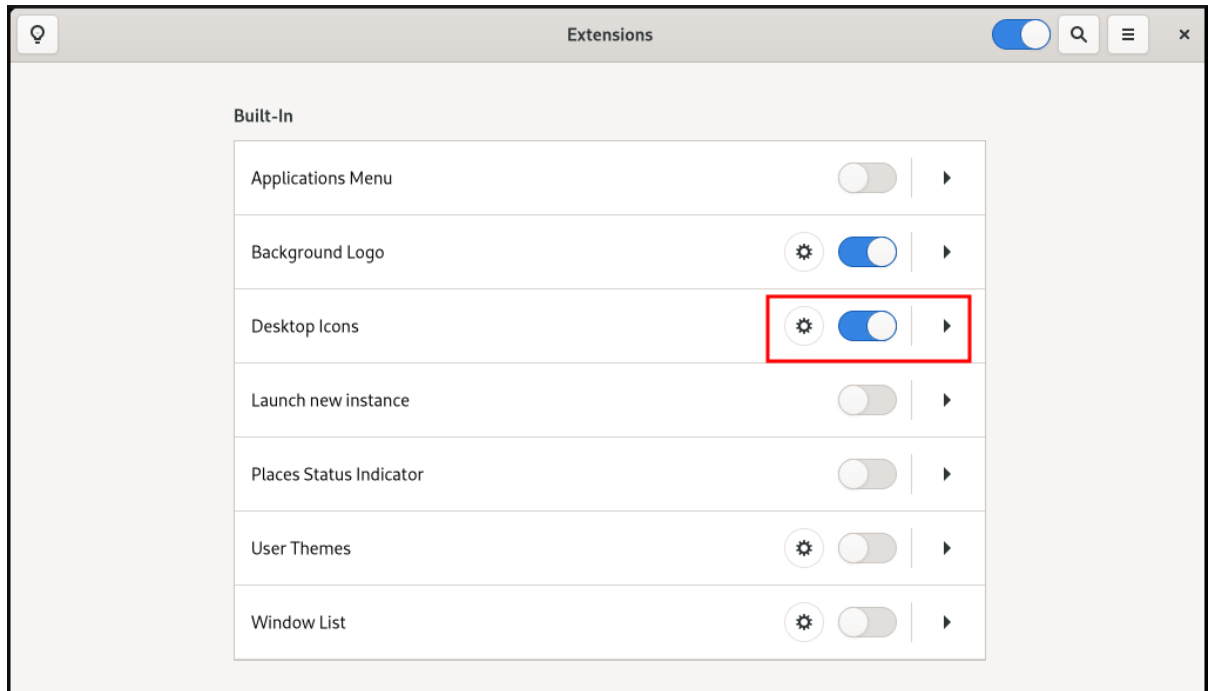 Extensions
Built-In
Applications Menu
Background Logo
Desktop Icons
Launch new instance
Places Status Indicator
User Themes
Window List